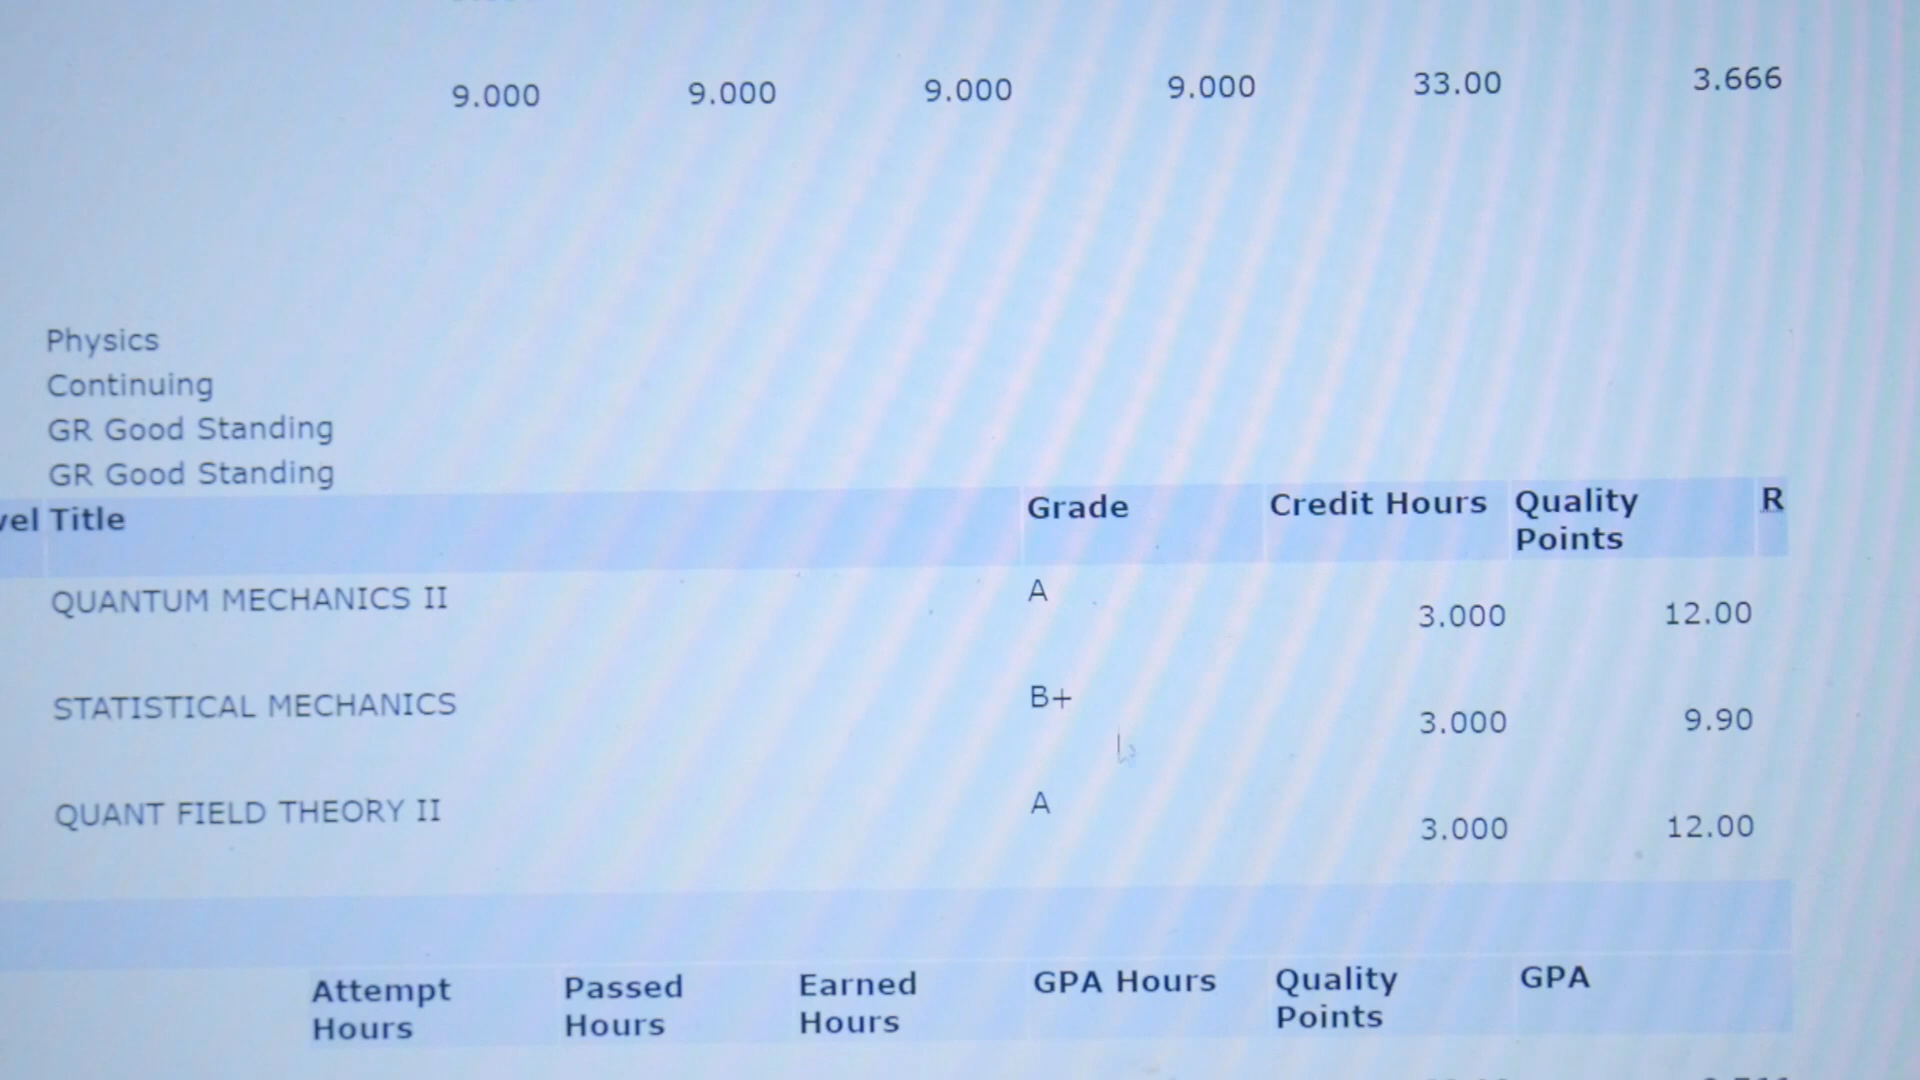 9.000 9.000 9.000 9.000 33.00 3.666
Physics
Continuing
GR Good Standing
GR Good Standing
vel Title Grade Credit Hours Quality Points R
QUANTUM MECHANICS II A 3.000 12.00
STATISTICAL MECHANICS B+ 3.000 9.90
QUANT FIELD THEORY II A 3.000 12.00
Attempt Hours Passed Hours Earned Hours GPA Hours Quality Points GPA